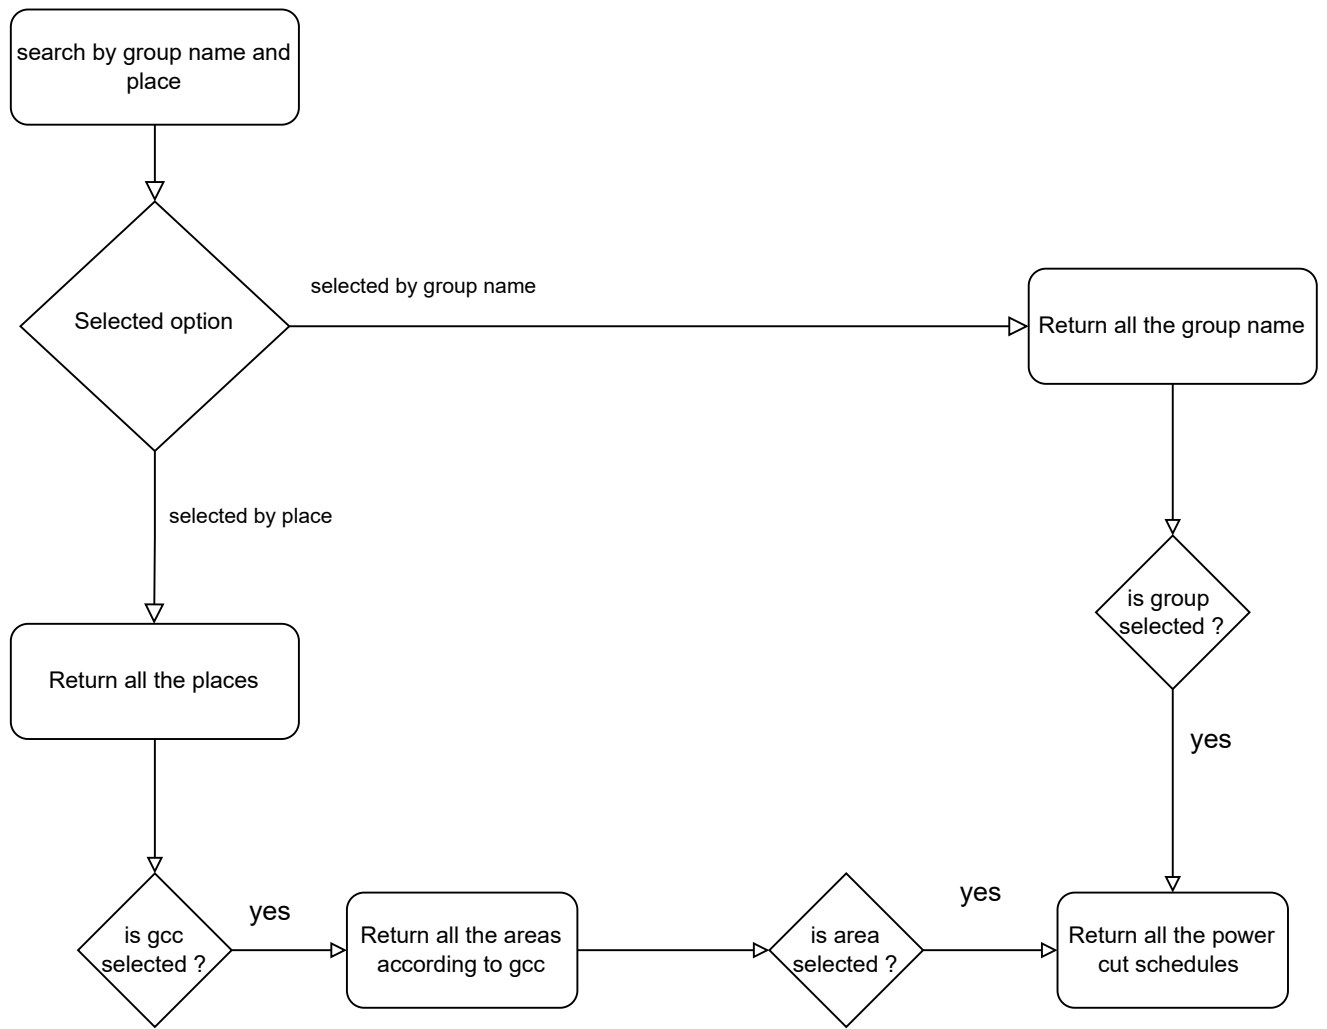 search by group name and
place
selected by group name
Selected option
Return all the group name
selected by place
is group
selected ?
Return all the places
yes
yes
yes
is gcc
selected ?
Return all the areas
according to gcc
is area
selected ?
Return all the power
cut schedules